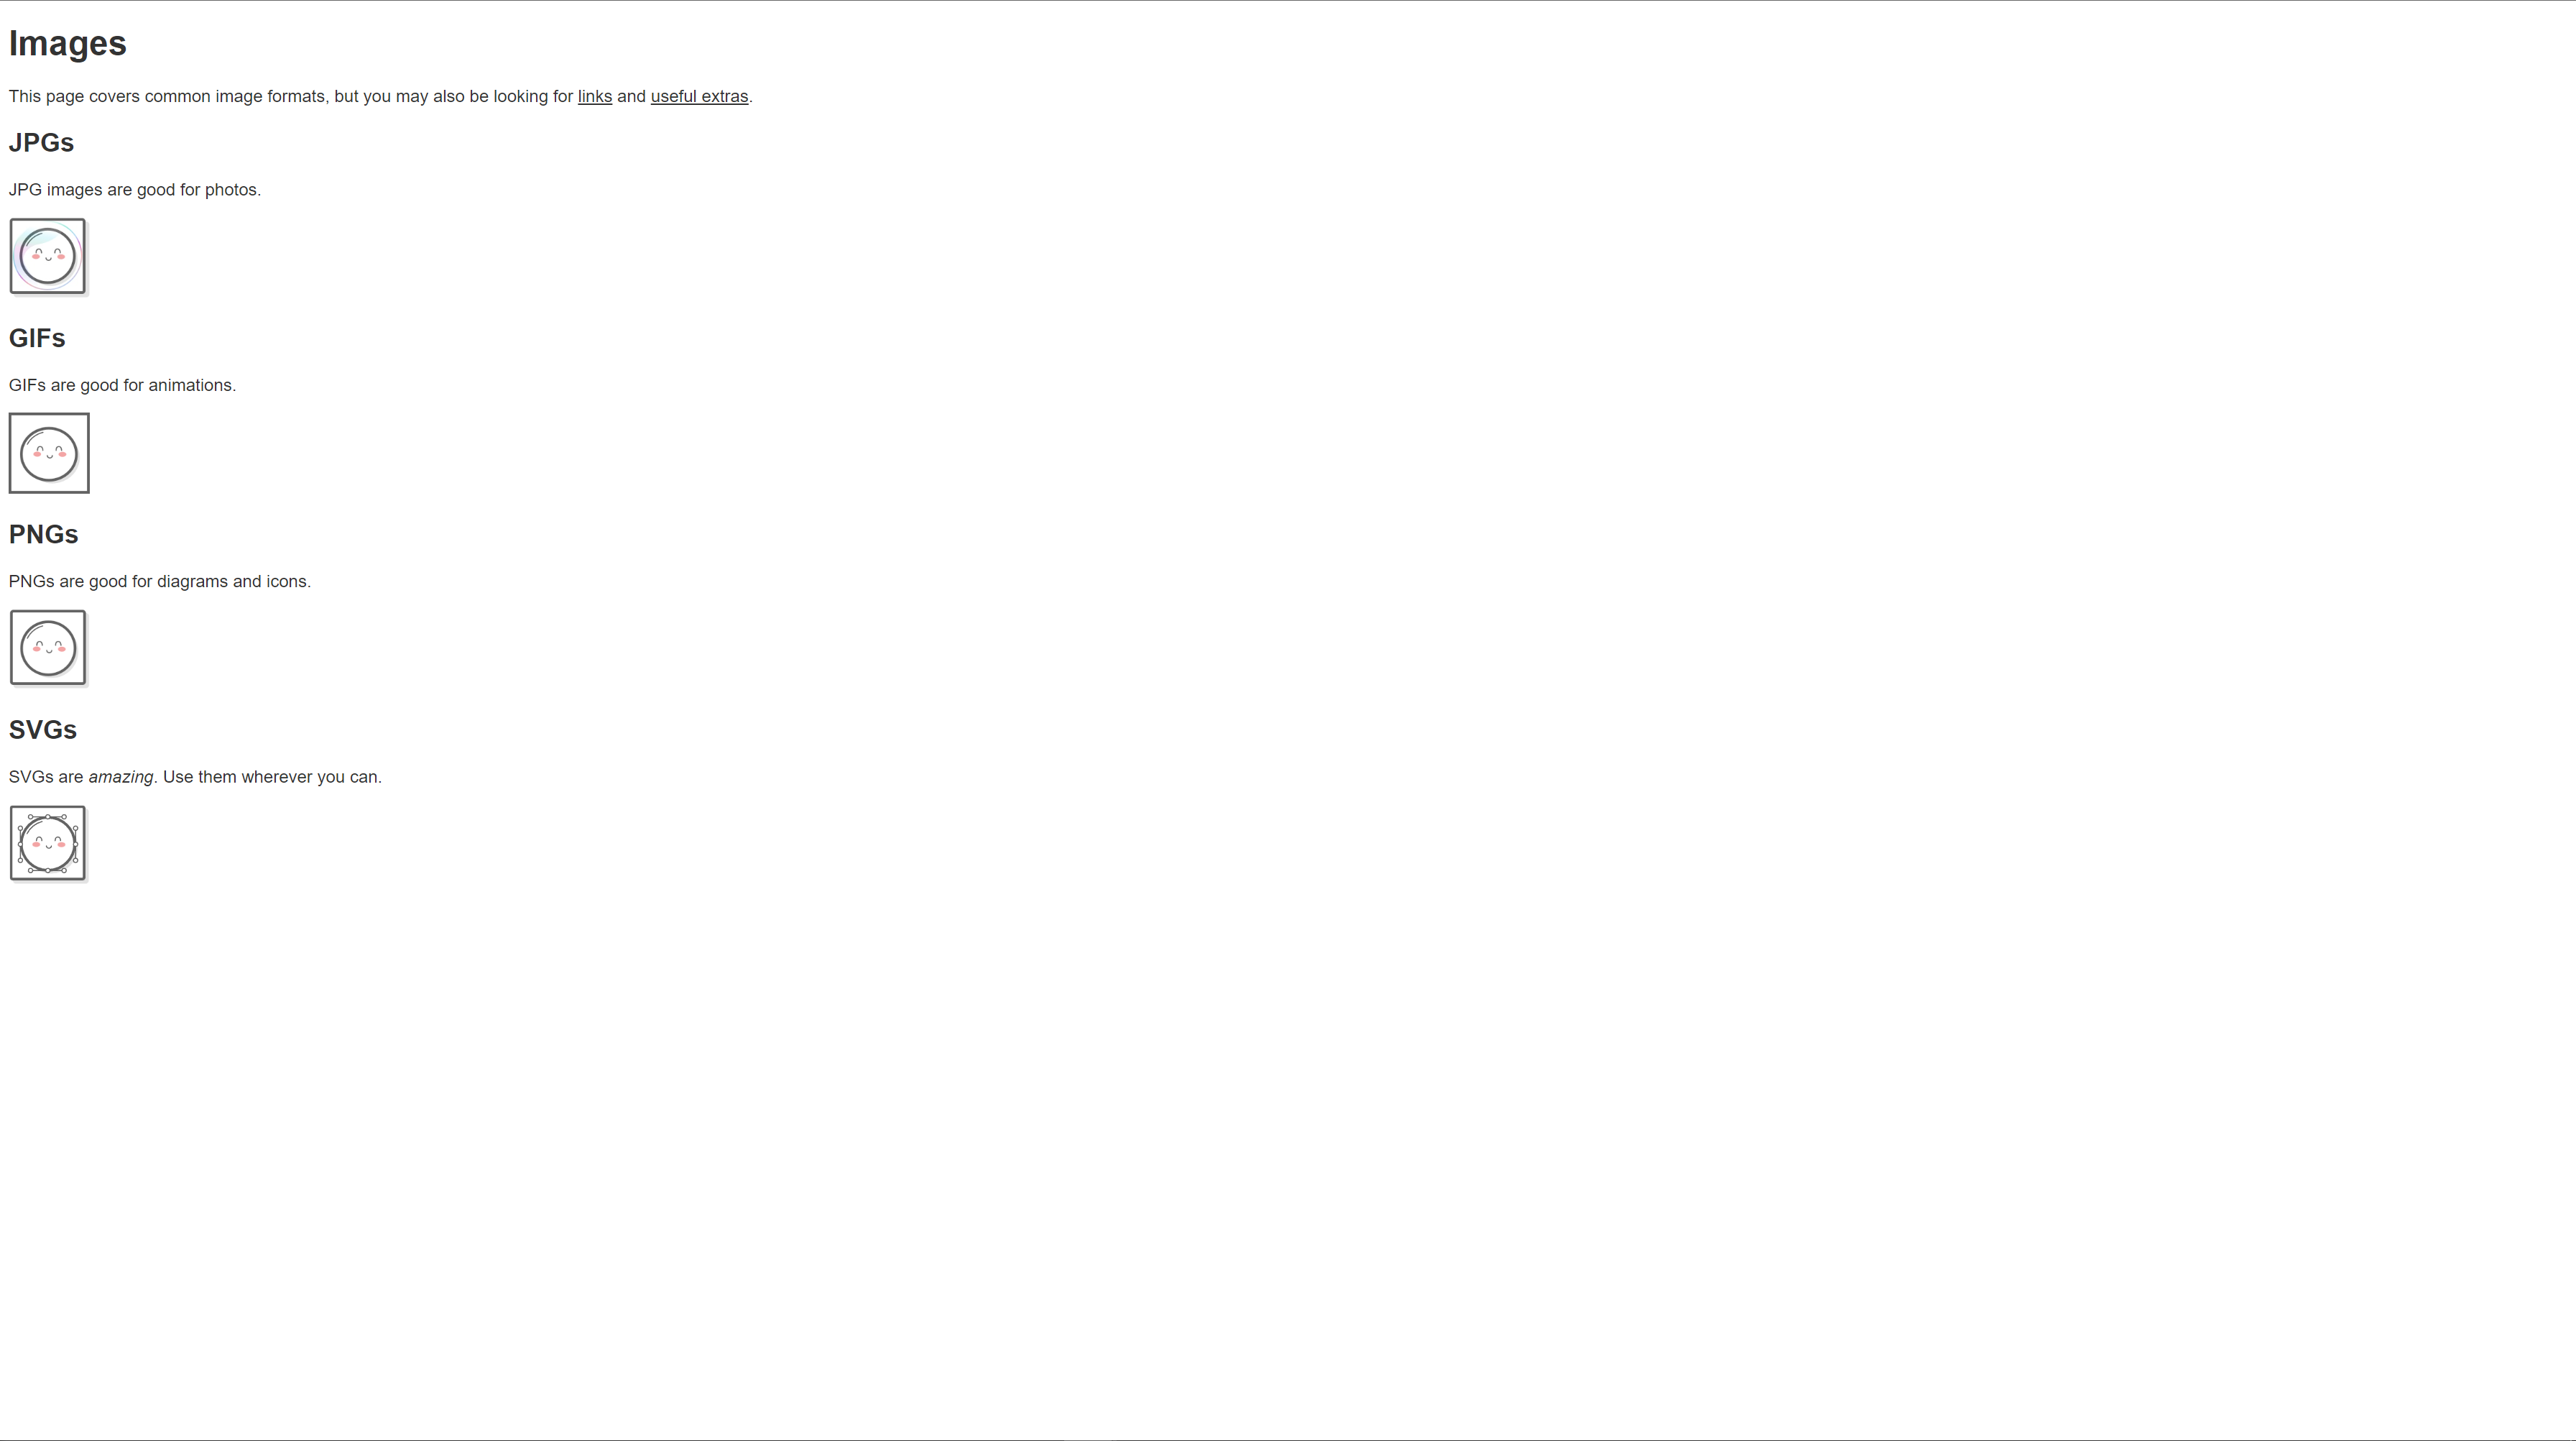 Images
This page covers common image formats, but you may also be looking for links and useful extras.
JPGs
JPG images are good for photos.
GIFs
GIFs are good for animations.
PNGs
PNGs are good for diagrams and icons.
SVGs
SVGs are amazing. Use them wherever you can.